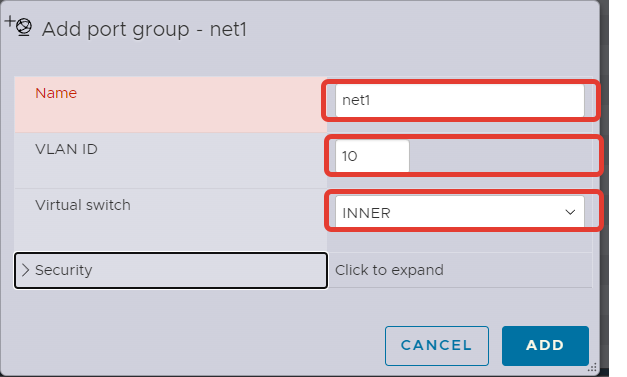 Add port group - net1
Name net1
VLAN ID 10
Virtual switch INNER
Security Click to expand
CANCEL ADD